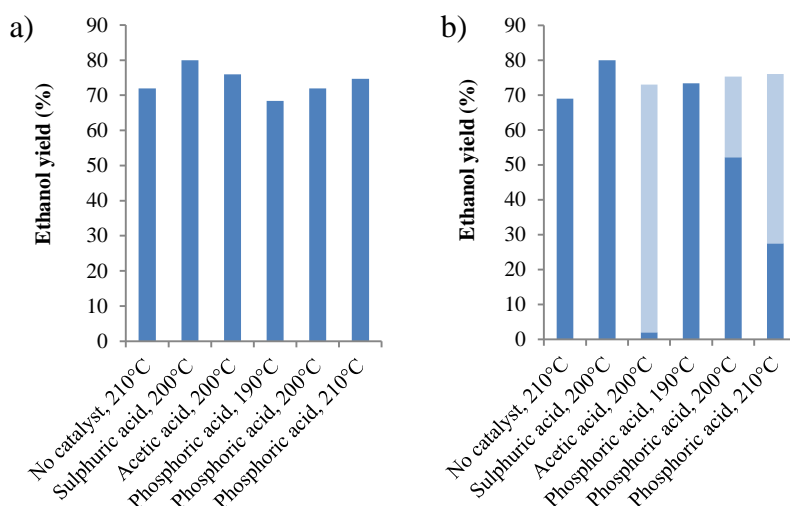 a)
Ethanol yield (%)
90
80
70
60
50
40
30
20
10
0
No catalyst, 210°C
Sulphuric acid, 200°C
Acetic acid, 200°C
Phosphoric acid, 190°C
Phosphoric acid, 200°C
Phosphoric acid, 210°C
b)
Ethanol yield (%)
90
80
70
60
50
40
30
20
10
0
No catalyst, 210°C
Sulphuric acid, 200°C
Acetic acid, 200°C
Phosphoric acid, 190°C
Phosphoric acid, 200°C
Phosphoric acid, 210°C